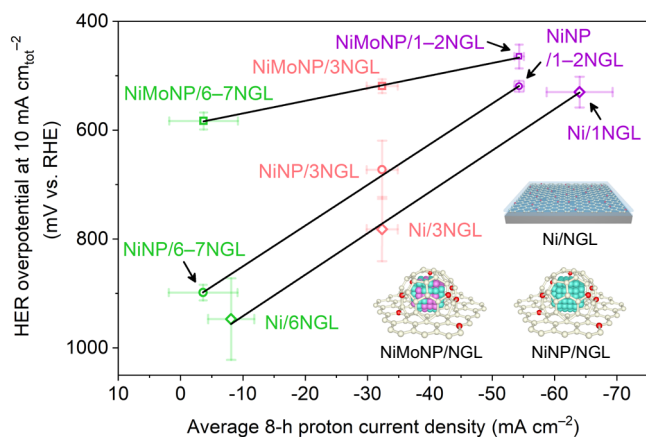 HER overpotential at 10 mA cm_tot^−2
(mV vs. RHE)
400
600
800
1000
NiMoNP/1–2NGL
NiNP
/1–2NGL
NiMoNP/3NGL
NiMoNP/6–7NGL
Ni/1NGL
NiNP/3NGL
Ni/3NGL
NiNP/6–7NGL
Ni/6NGL
Ni/NGL
NiMoNP/NGL
NiNP/NGL
10 0 -10 -20 -30 -40 -50 -60 -70
Average 8-h proton current density (mA cm⁻²)